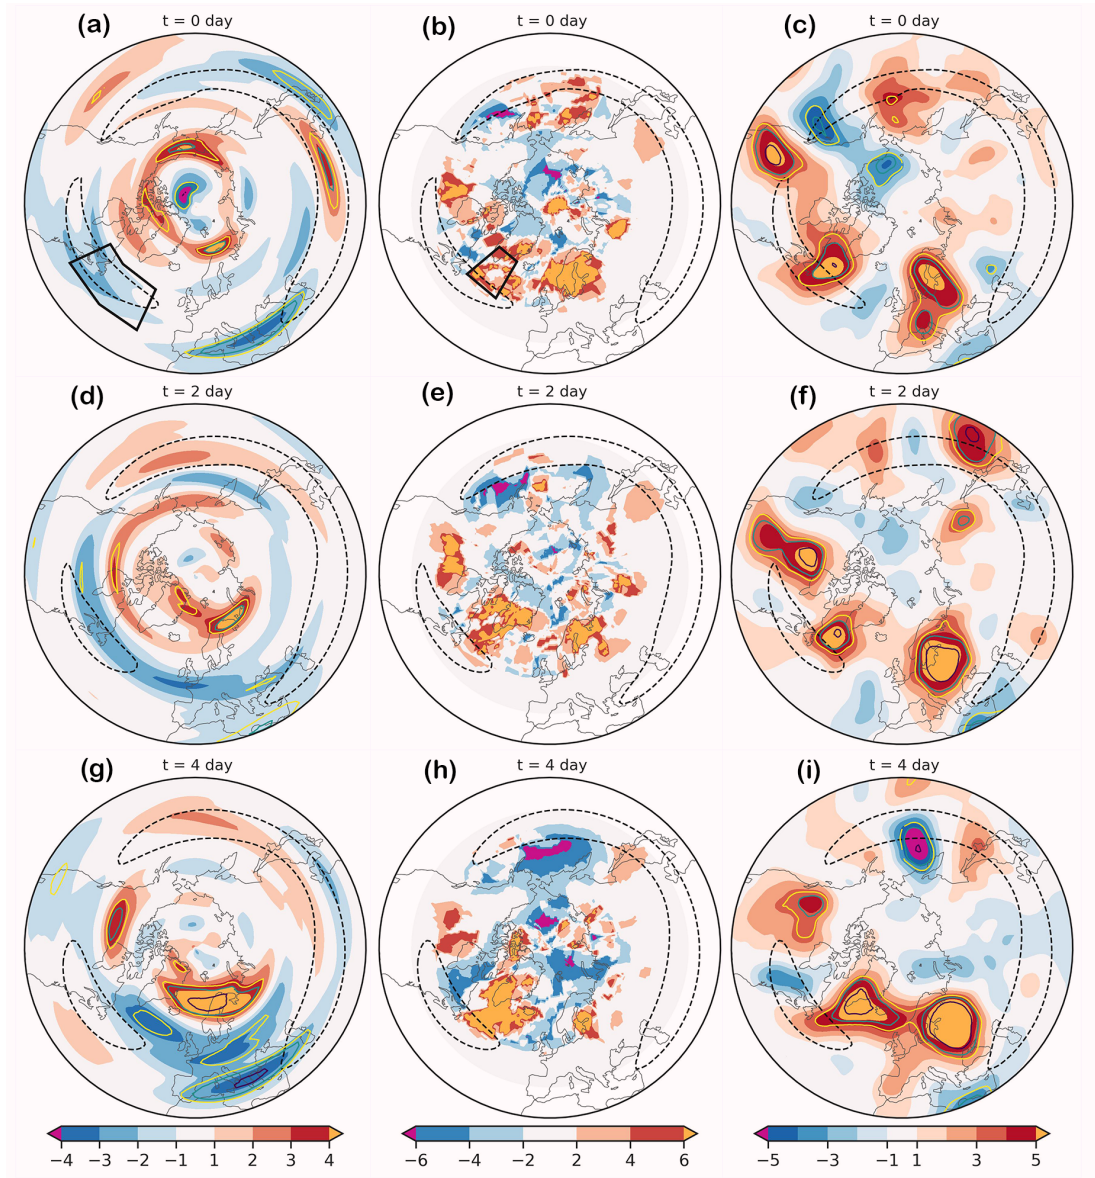 (a) t = 0 day (b) t = 0 day (c) t = 0 day
(d) t = 2 day (e) t = 2 day (f) t = 2 day
(g) t = 4 day (h) t = 4 day (i) t = 4 day
−4 −3 −2 −1 1 2 3 4 −6 −4 −2 2 4 6 −5 −3 −1 1 3 5